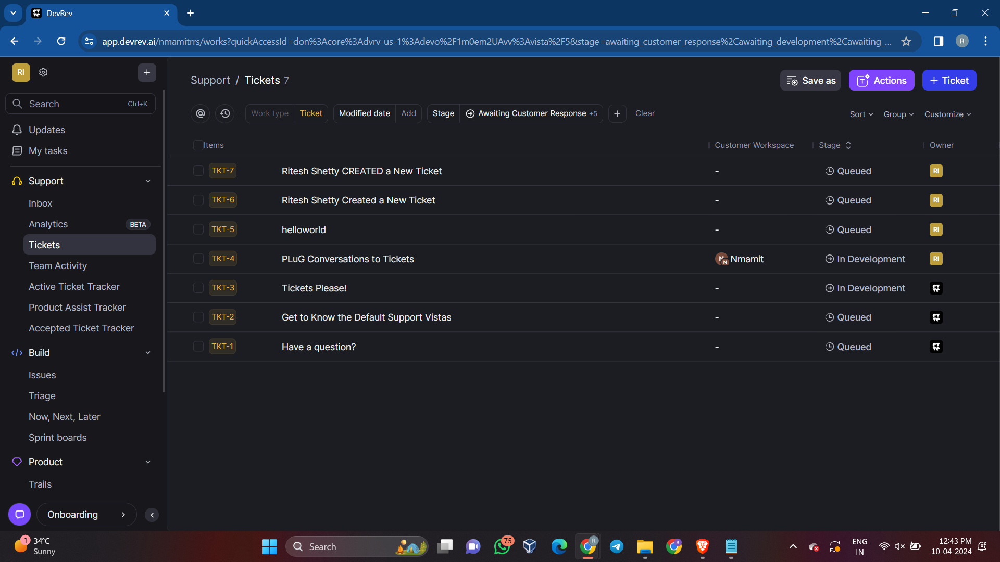 DevRev
app.devrev.ai/nmamitrrs/works?quickAccessId=don%3Acore%3Advrv-us-1%3Adevo%2F1m0em2UAvv%3Avista%2F5&stage=awaiting_customer_response%2Cawaiting_development%2Cawaiting_...
R
RI
Search Ctrl+K
Updates
My tasks
Support
Inbox
Analytics BETA
Tickets
Team Activity
Active Ticket Tracker
Product Assist Tracker
Accepted Ticket Tracker
Build
Issues
Triage
Now, Next, Later
Sprint boards
Product
Trails
Onboarding
Support / Tickets 7
Save as
Actions
+ Ticket
Work type Ticket
Modified date Add
Stage Awaiting Customer Response +5
Clear
Sort
Group
Customize
Items Customer Workspace Stage Owner
TKT-7 Ritesh Shetty CREATED a New Ticket - Queued RI
TKT-6 Ritesh Shetty Created a New Ticket - Queued RI
TKT-5 helloworld - Queued RI
TKT-4 PLuG Conversations to Tickets N N Nmamit In Development RI
TKT-3 Tickets Please! - In Development
TKT-2 Get to Know the Default Support Vistas - Queued
TKT-1 Have a question? - Queued
1
34°C
Sunny
Search
75
R
R
ENG
IN
12:43 PM
10-04-2024